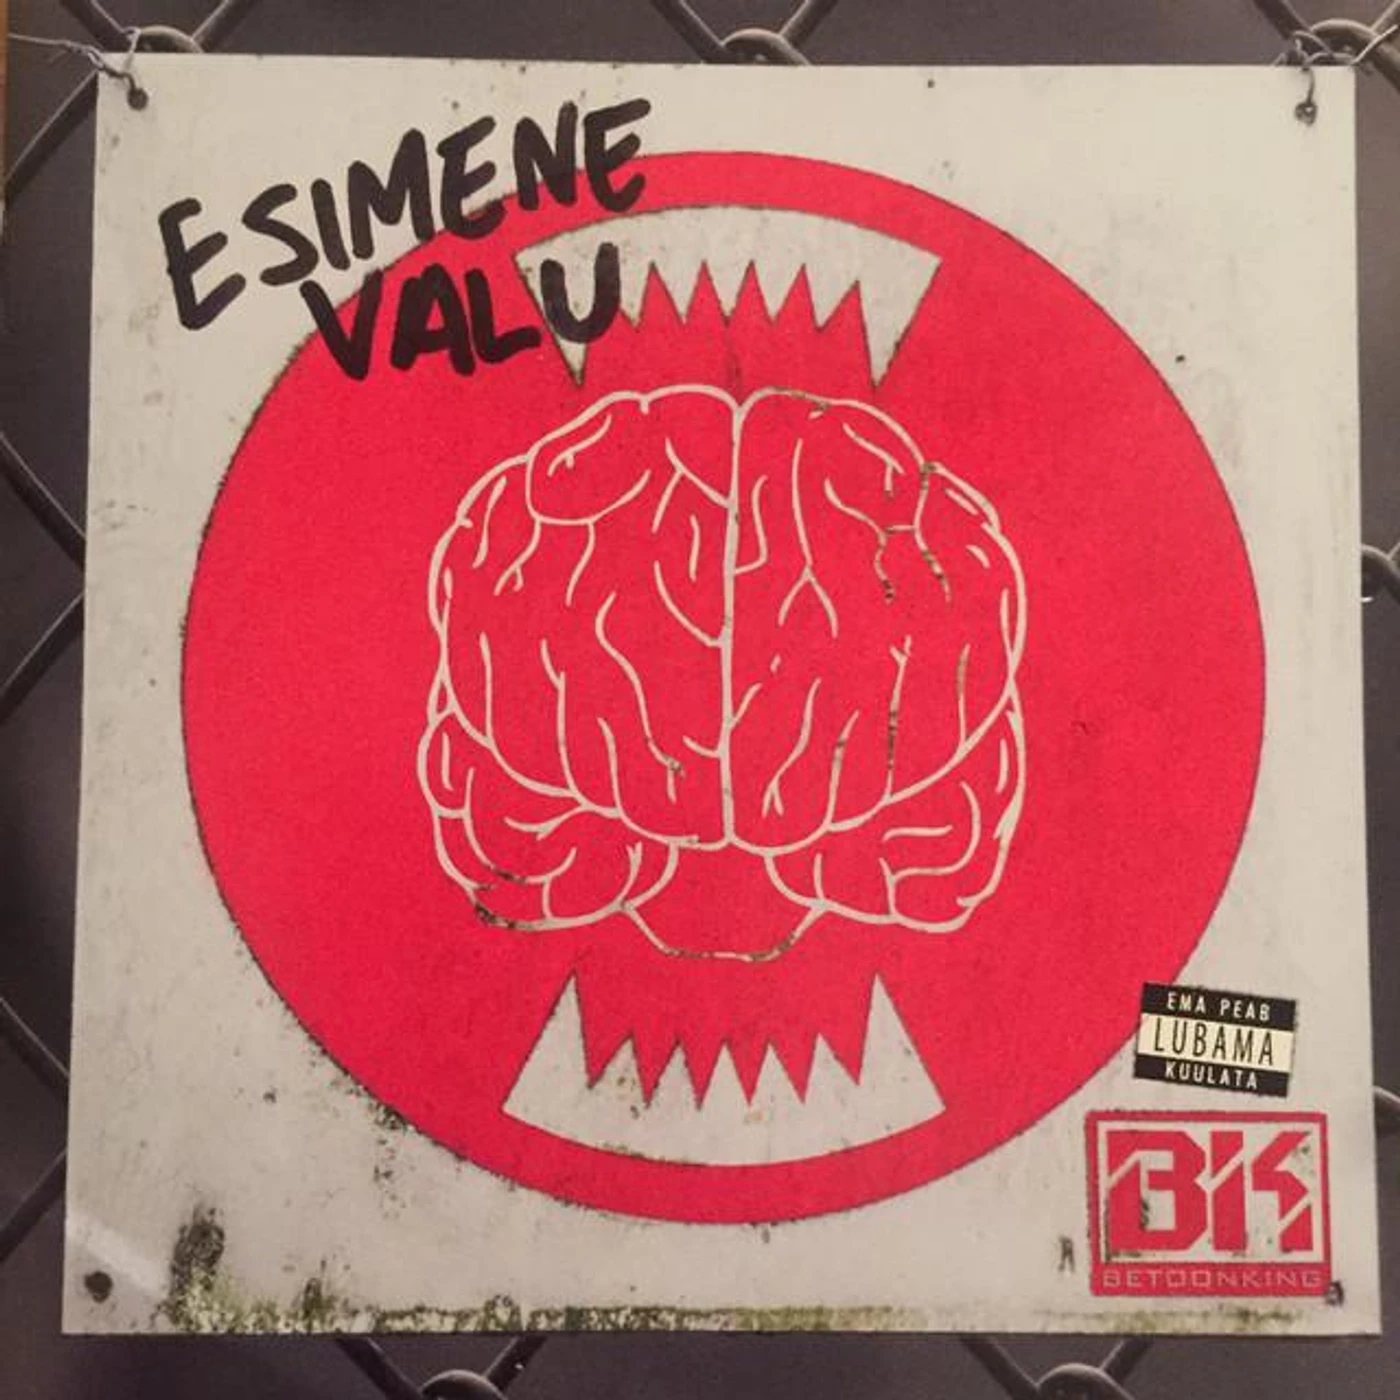 ESIMENE
VALU
EMA PEAB
LUBAMA
KUULATA
BK
BETOONKING